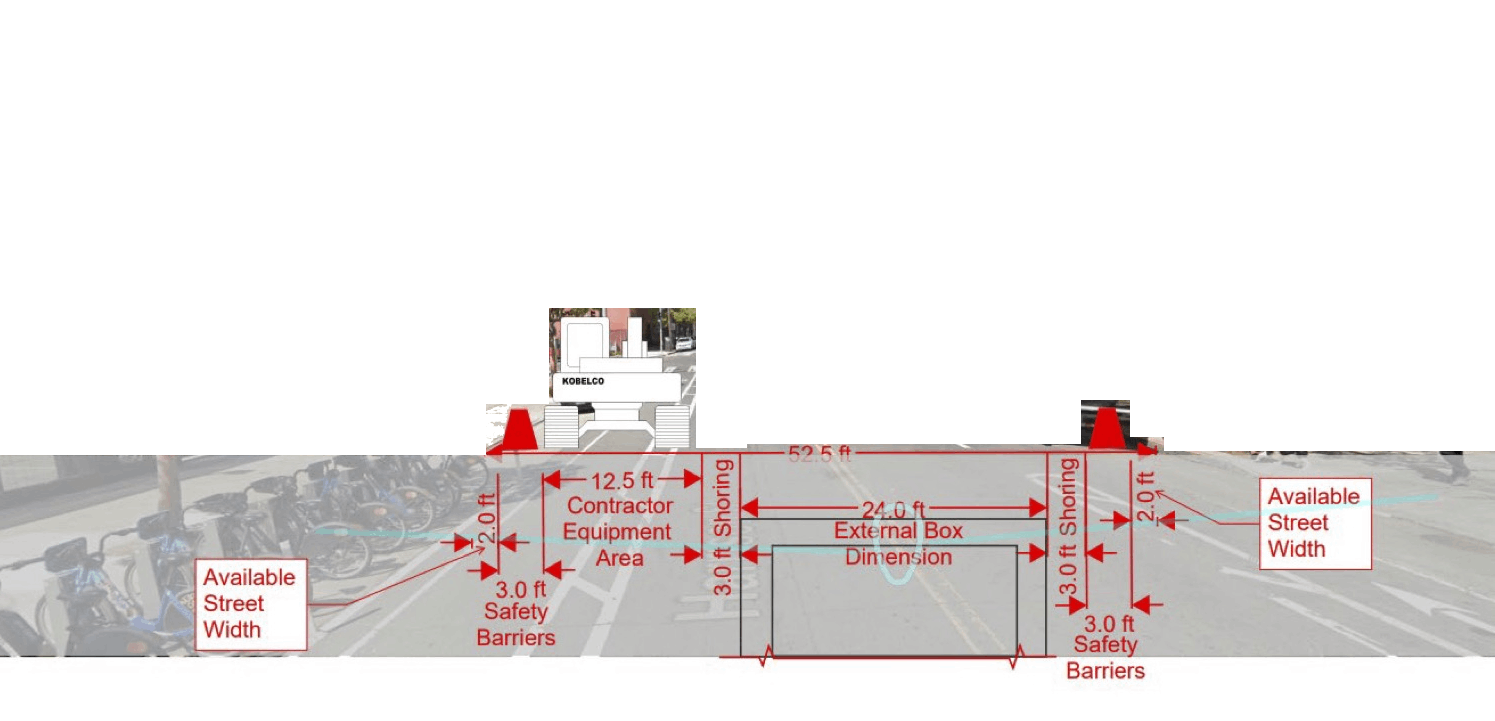 KOBELCO
52.5 ft
12.5 ft
Contractor
Equipment
Area
3.0 ft Shoring
24.0 ft
External Box
Dimension
3.0 ft Shoring
2.0 ft
2.0 ft
Available
Street
Width
Available
Street
Width
3.0 ft
Safety
Barriers
3.0 ft
Safety
Barriers